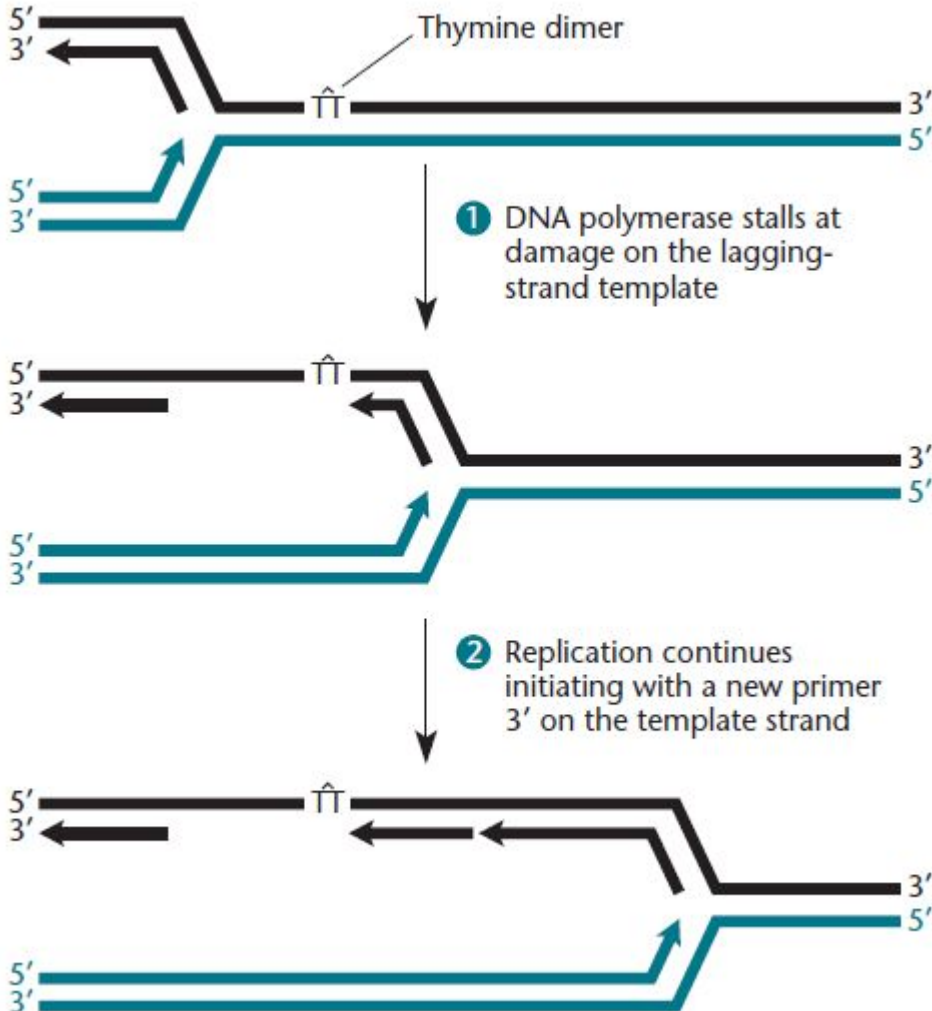 5′
3′
Thymine dimer
T̂T
3′
5′
5′
3′
1 DNA polymerase stalls at
damage on the lagging-
strand template
5′
3′
T̂T
3′
5′
5′
3′
2 Replication continues
initiating with a new primer
3′ on the template strand
5′
3′
T̂T
3′
5′
5′
3′